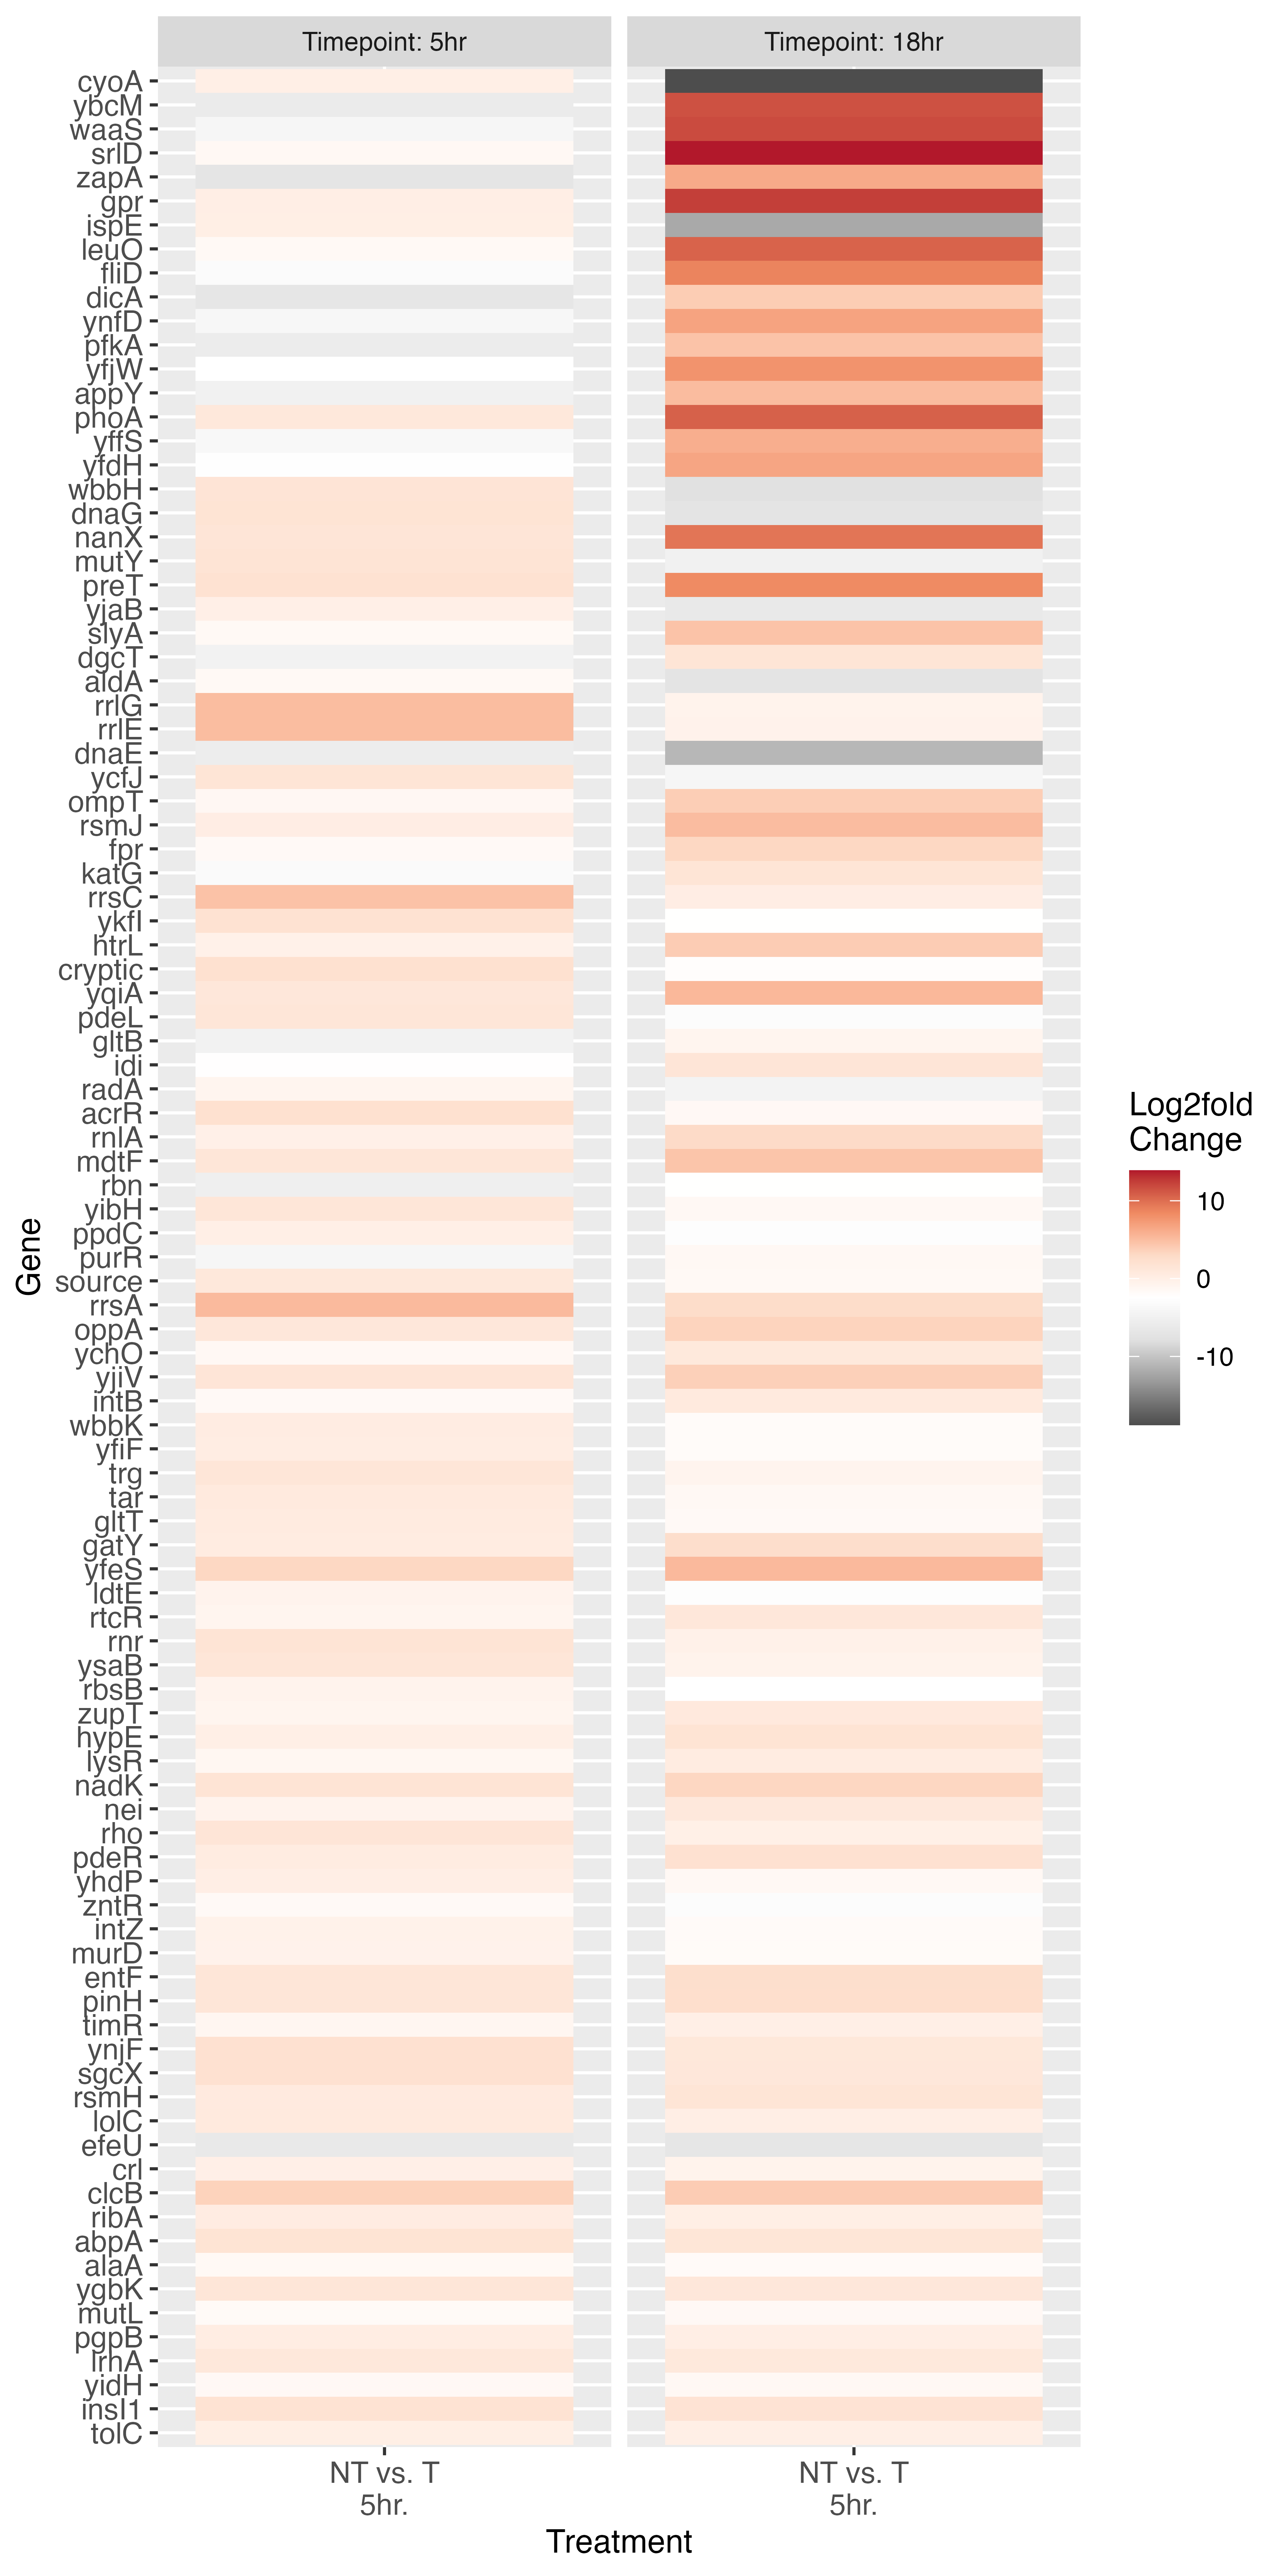 Timepoint: 5hr
Timepoint: 18hr
cyoA
ybcM
waaS
srlD
zapA
gpr
ispE
leuO
fliD
dicA
ynfD
pfkA
yfjW
appY
phoA
yffS
yfdH
wbbH
dnaG
nanX
mutY
preT
yjaB
slyA
dgcT
aldA
rrlG
rrlE
dnaE
ycfJ
ompT
rsmJ
fpr
katG
rrsC
ykfI
htrL
cryptic
yqiA
pdeL
gltB
idi
radA
acrR
rnlA
mdtF
rbn
yibH
ppdC
purR
source
rrsA
oppA
ychO
yjiV
intB
wbbK
yfiF
trg
tar
gltT
gatY
yfeS
ldtE
rtcR
rnr
ysaB
rbsB
zupT
hypE
lysR
nadK
nei
rho
pdeR
yhdP
zntR
intZ
murD
entF
pinH
timR
ynjF
sgcX
rsmH
lolC
efeU
crl
clcB
ribA
abpA
alaA
ygbK
mutL
pgpB
lrhA
yidH
insI1
tolC
Gene
NT vs. T
5hr.
NT vs. T
5hr.
Treatment
Log2fold
Change
10
0
-10